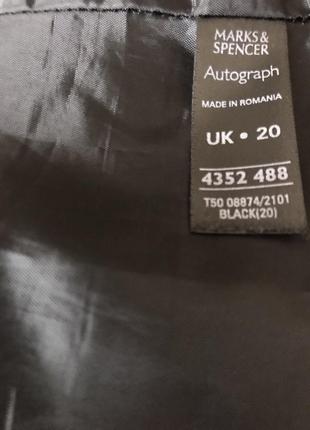 MARKS &
SPENCER
Autograph
MADE IN ROMANIA
UK • 20
4352 488
T50 08874/2101
BLACK(20)